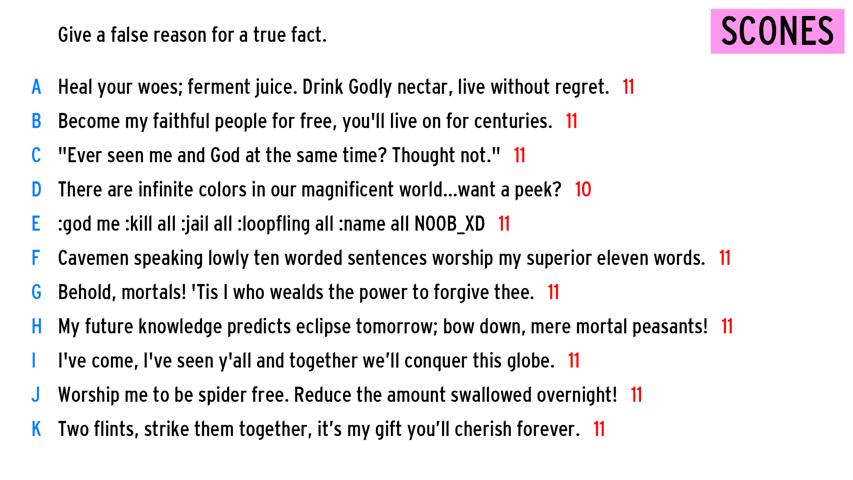 Give a false reason for a true fact.
SCONES
A Heal your woes; ferment juice. Drink Godly nectar, live without regret. 11
B Become my faithful people for free, you'll live on for centuries. 11
C "Ever seen me and God at the same time? Thought not." 11
D There are infinite colors in our magnificent world...want a peek? 10
E :god me :kill all :jail all :loopfling all :name all N00B_XD 11
F Cavemen speaking lowly ten worded sentences worship my superior eleven words. 11
G Behold, mortals! 'Tis I who wealds the power to forgive thee. 11
H My future knowledge predicts eclipse tomorrow; bow down, mere mortal peasants! 11
I I've come, I've seen y'all and together we’ll conquer this globe. 11
J Worship me to be spider free. Reduce the amount swallowed overnight! 11
K Two flints, strike them together, it’s my gift you’ll cherish forever. 11